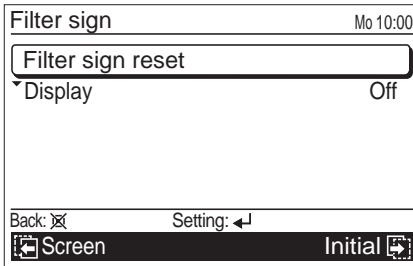 Filter sign Mo 10:00
Filter sign reset
Display Off
Back: Setting:
Screen Initial